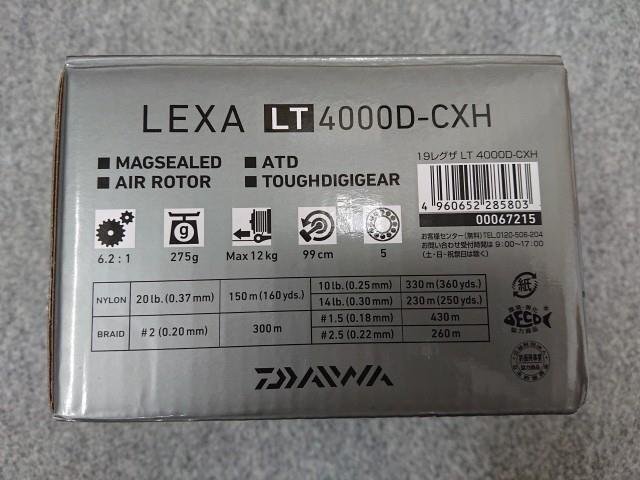 LEXA LT 4000D-CXH
■ MAGSEALED ■ ATD
■ AIR ROTOR ■ TOUGHDIGIGEAR
19レグザ LT 4000D-CXH
4 960652 285803
00067215
お客様センター(無料)TEL.0120-506-204
お問い合わせ受付時間は 9:00～17:00
(土・日・祝祭日は除く)
g
6.2 : 1 275g Max 12 kg 99 cm 5
NYLON 20 lb. (0.37 mm) 150 m (160 yds.) 10 lb. (0.25 mm) 330 m (360 yds.)
14 lb. (0.30 mm) 230 m (250 yds.)
BRAID #2 (0.20 mm) 300 m #1.5 (0.18 mm) 430 m
#2.5 (0.22 mm) 260 m
紙
DAIWA